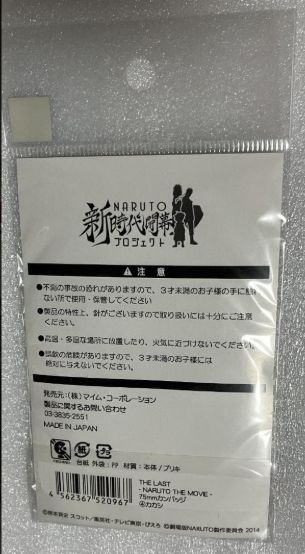 NARUTO
新時代開幕
プロジェクト
注 意
●不測の事故の恐れがありますので、3才未満のお子様の手に触れ
ない所で使用・保管してください
●製品の特性上、針がございますので取り扱いには十分にご注意
ください。
●高温・多湿な場所に放置したり、火気に近づけないでください。
●誤飲の危険がありますので、3才未満のお子様には
絶対に与えないでください。
発売元:(株)マイム・コーポレーション
製品に関するお問い合わせ
03-3835-2551
MADE IN JAPAN
台紙 外袋:PP 材質:本体/ブリキ
4562367520967
THE LAST
- NARUTO THE MOVIE -
75mmカンバッジ
④カカシ
©岸本斉史 スコット/集英社・テレビ東京・ぴえろ ©劇場版NARUTO製作委員会 2014